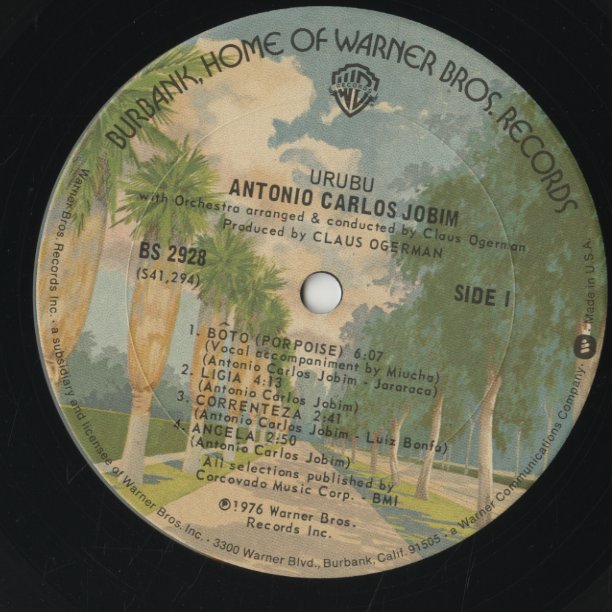 BURBANK, HOME OF WARNER BROS. RECORDS
RECORDS
URUBU
ANTONIO CARLOS JOBIM
with Orchestra arranged & conducted by Claus Ogerman
Produced by CLAUS OGERMAN
BS 2928
(S41,294)
SIDE 1
1. BÔTO (PORPOISE) 6:07
(Vocal accompaniment by Miucha)
(Antonio Carlos Jobim - Jararaca)
2. LIGIA 4:13
(Antonio Carlos Jobim)
3. CORRENTEZA 2:41
(Antonio Carlos Jobim - Luiz Bonfa)
4. ANGELA 2:50
(Antonio Carlos Jobim)
All selections published by
Corcovado Music Corp. - BMI
℗1976 Warner Bros.
Records Inc.
Warner Bros. Records Inc. • a subsidiary and licensee of Warner Bros. Inc. • 3300 Warner Blvd., Burbank, Calif. 91505 • a Warner Communications Company • Made in U.S.A.